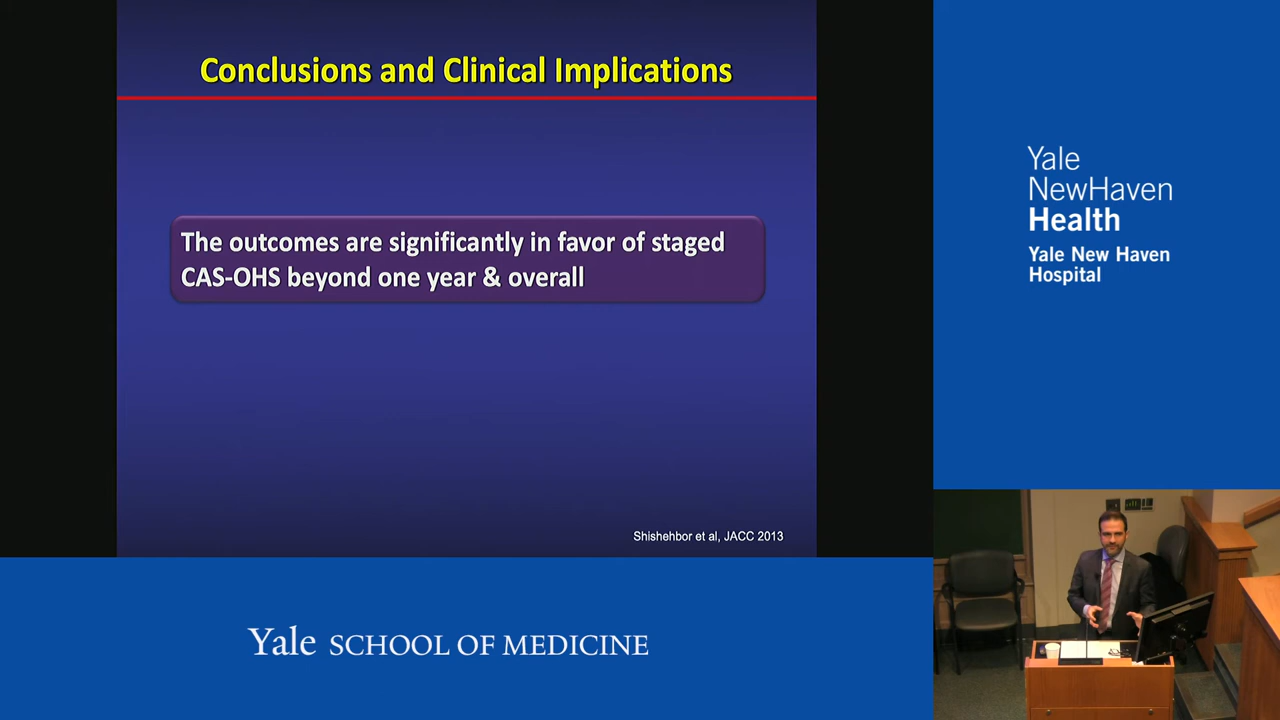 Conclusions and Clinical Implications
The outcomes are significantly in favor of staged
CAS-OHS beyond one year & overall
Shishehbor et al, JACC 2013
Yale
NewHaven
Health
Yale New Haven
Hospital
Yale SCHOOL OF MEDICINE